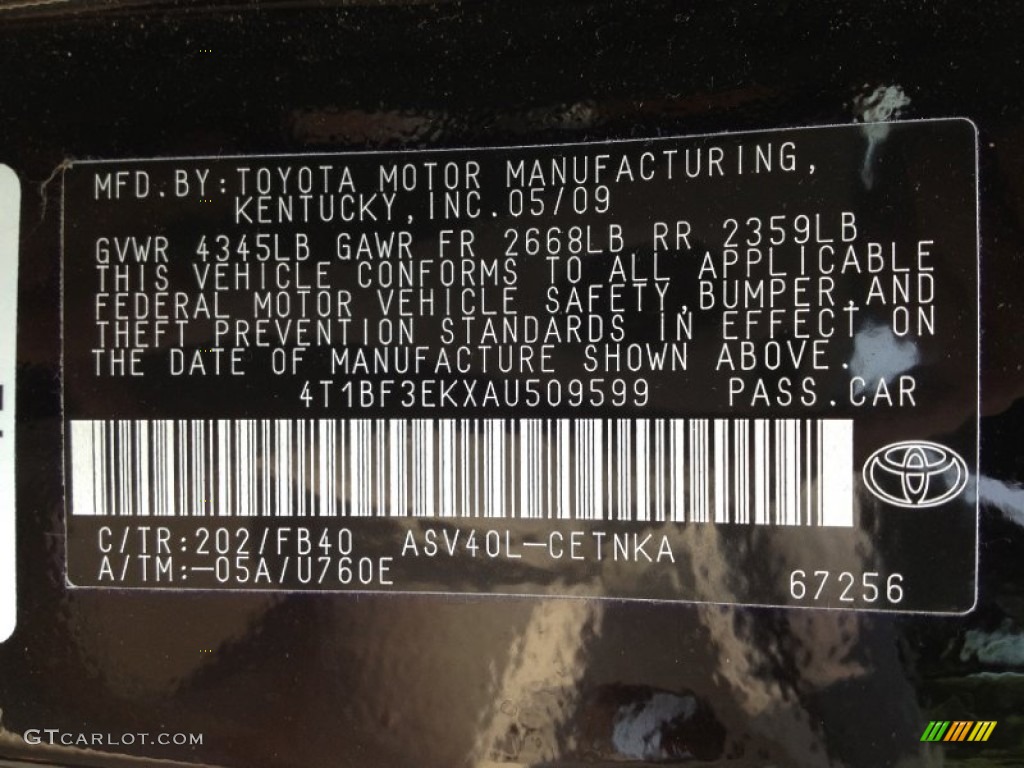 MFD.BY:TOYOTA MOTOR MANUFACTURING,
KENTUCKY,INC.05/09
GVWR 4345LB GAWR FR 2668LB RR 2359LB
THIS VEHICLE CONFORMS TO ALL APPLICABLE
FEDERAL MOTOR VEHICLE SAFETY,BUMPER,AND
THEFT PREVENTION STANDARDS IN EFFECT ON
THE DATE OF MANUFACTURE SHOWN ABOVE.
4T1BF3EKXAU509599 PASS.CAR
C/TR:202/FB40 ASV40L-CETNKA
A/TM:-05A/U760E
67256
GTCARLOT.COM